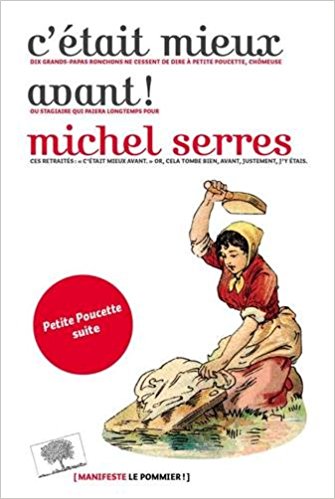 c'était mieux
DIX GRANDS-PAPAS RONCHONS NE CESSENT DE DIRE À PETITE POUCETTE, CHÔMEUSE
avant !
OU STAGIAIRE QUI PAIERA LONGTEMPS POUR
michel serres
CES RETRAITÉS : « C'ÉTAIT MIEUX AVANT. » OR, CELA TOMBE BIEN, AVANT, JUSTEMENT, J'Y ÉTAIS.
Petite Poucette
suite
[ MANIFESTE LE POMMIER ! ]